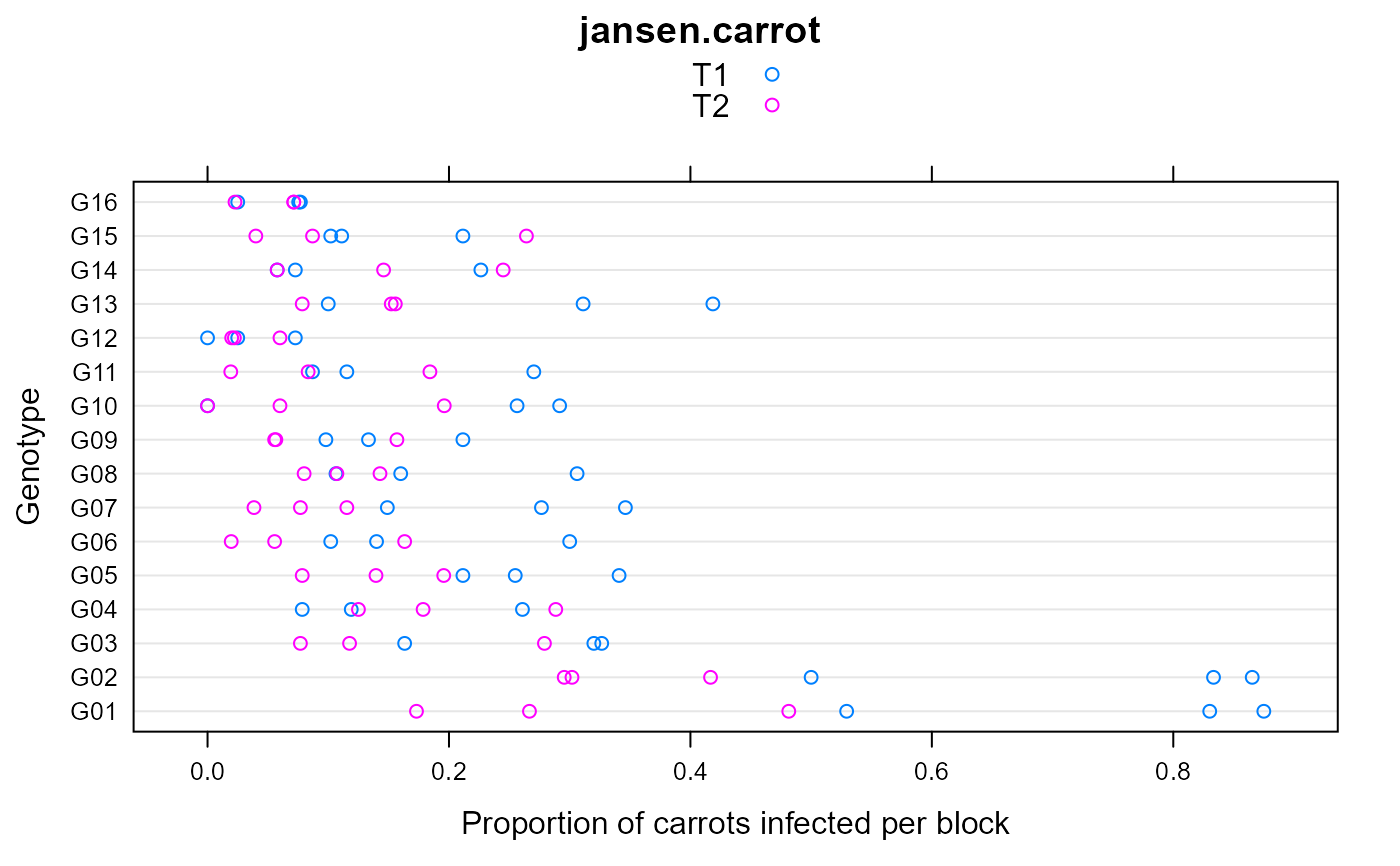 jansen.carrot
T1
T2
G16
G15
G14
G13
G12
G11
G10
G09
G08
G07
G06
G05
G04
G03
G02
G01
Genotype
0.0 0.2 0.4 0.6 0.8
Proportion of carrots infected per block